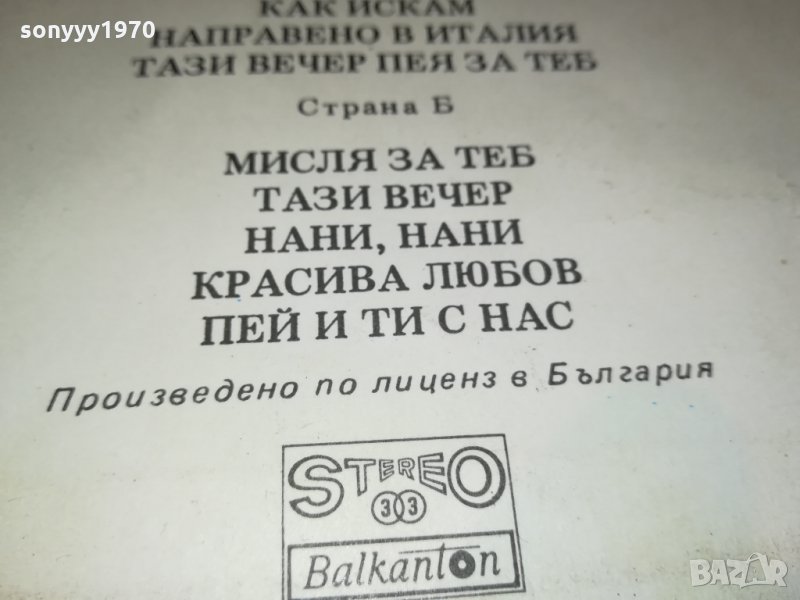 sonyyy1970
КАК ИСКАМ
НАПРАВЕНО В ИТАЛИЯ
ТАЗИ ВЕЧЕР ПЕЯ ЗА ТЕБ
Страна Б
МИСЛЯ ЗА ТЕБ
ТАЗИ ВЕЧЕР
НАНИ, НАНИ
КРАСИВА ЛЮБОВ
ПЕЙ И ТИ С НАС
Произведено по лиценз в България
STEREO
33
Balkanton
BAZAR